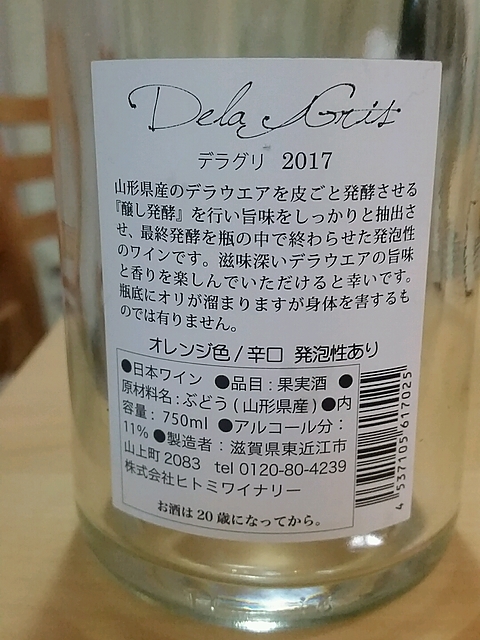 Dela Gris
デラグリ 2017
山形県産のデラウエアを皮ごと発酵させる
『醸し発酵』を行い旨味をしっかりと抽出さ
せ、最終発酵を瓶の中で終わらせた発泡性
のワインです。滋味深いデラウエアの旨味
と香りを楽しんでいただけると幸いです。
瓶底にオリが溜まりますが身体を害するも
のでは有りません。
オレンジ色/辛口 発泡性あり
●日本ワイン ●品目:果実酒 ●
原材料名:ぶどう(山形県産)●内
容量:750ml ●アルコール分:
11% ●製造者:滋賀県東近江市
山上町2083 tel 0120-80-4239
株式会社ヒトミワイナリー
お酒は20歳になってから。
4537105617025